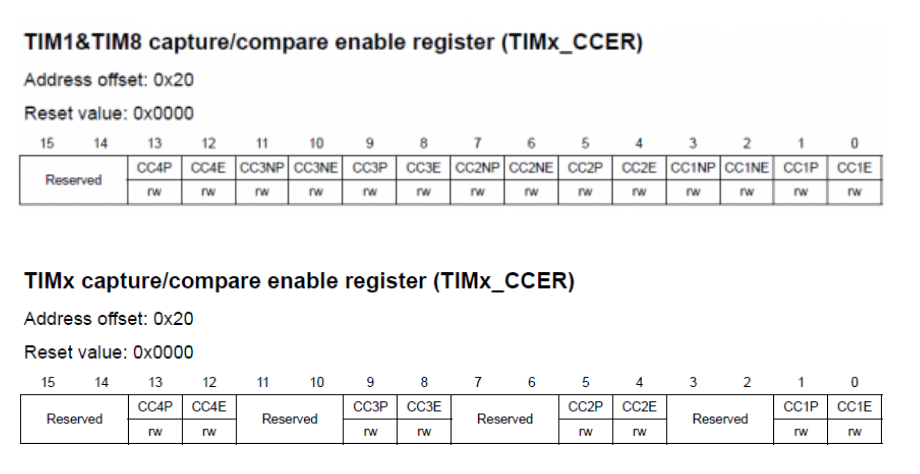 TIM1&TIM8 capture/compare enable register (TIMx_CCER)
Address offset: 0x20
Reset value: 0x0000
15 14 13 12 11 10 9 8 7 6 5 4 3 2 1 0
Reserved CC4P CC4E CC3NP CC3NE CC3P CC3E CC2NP CC2NE CC2P CC2E CC1NP CC1NE CC1P CC1E
rw rw rw rw rw rw rw rw rw rw rw rw rw rw
TIMx capture/compare enable register (TIMx_CCER)
Address offset: 0x20
Reset value: 0x0000
15 14 13 12 11 10 9 8 7 6 5 4 3 2 1 0
Reserved CC4P CC4E Reserved CC3P CC3E Reserved CC2P CC2E Reserved CC1P CC1E
rw rw rw rw rw rw rw rw